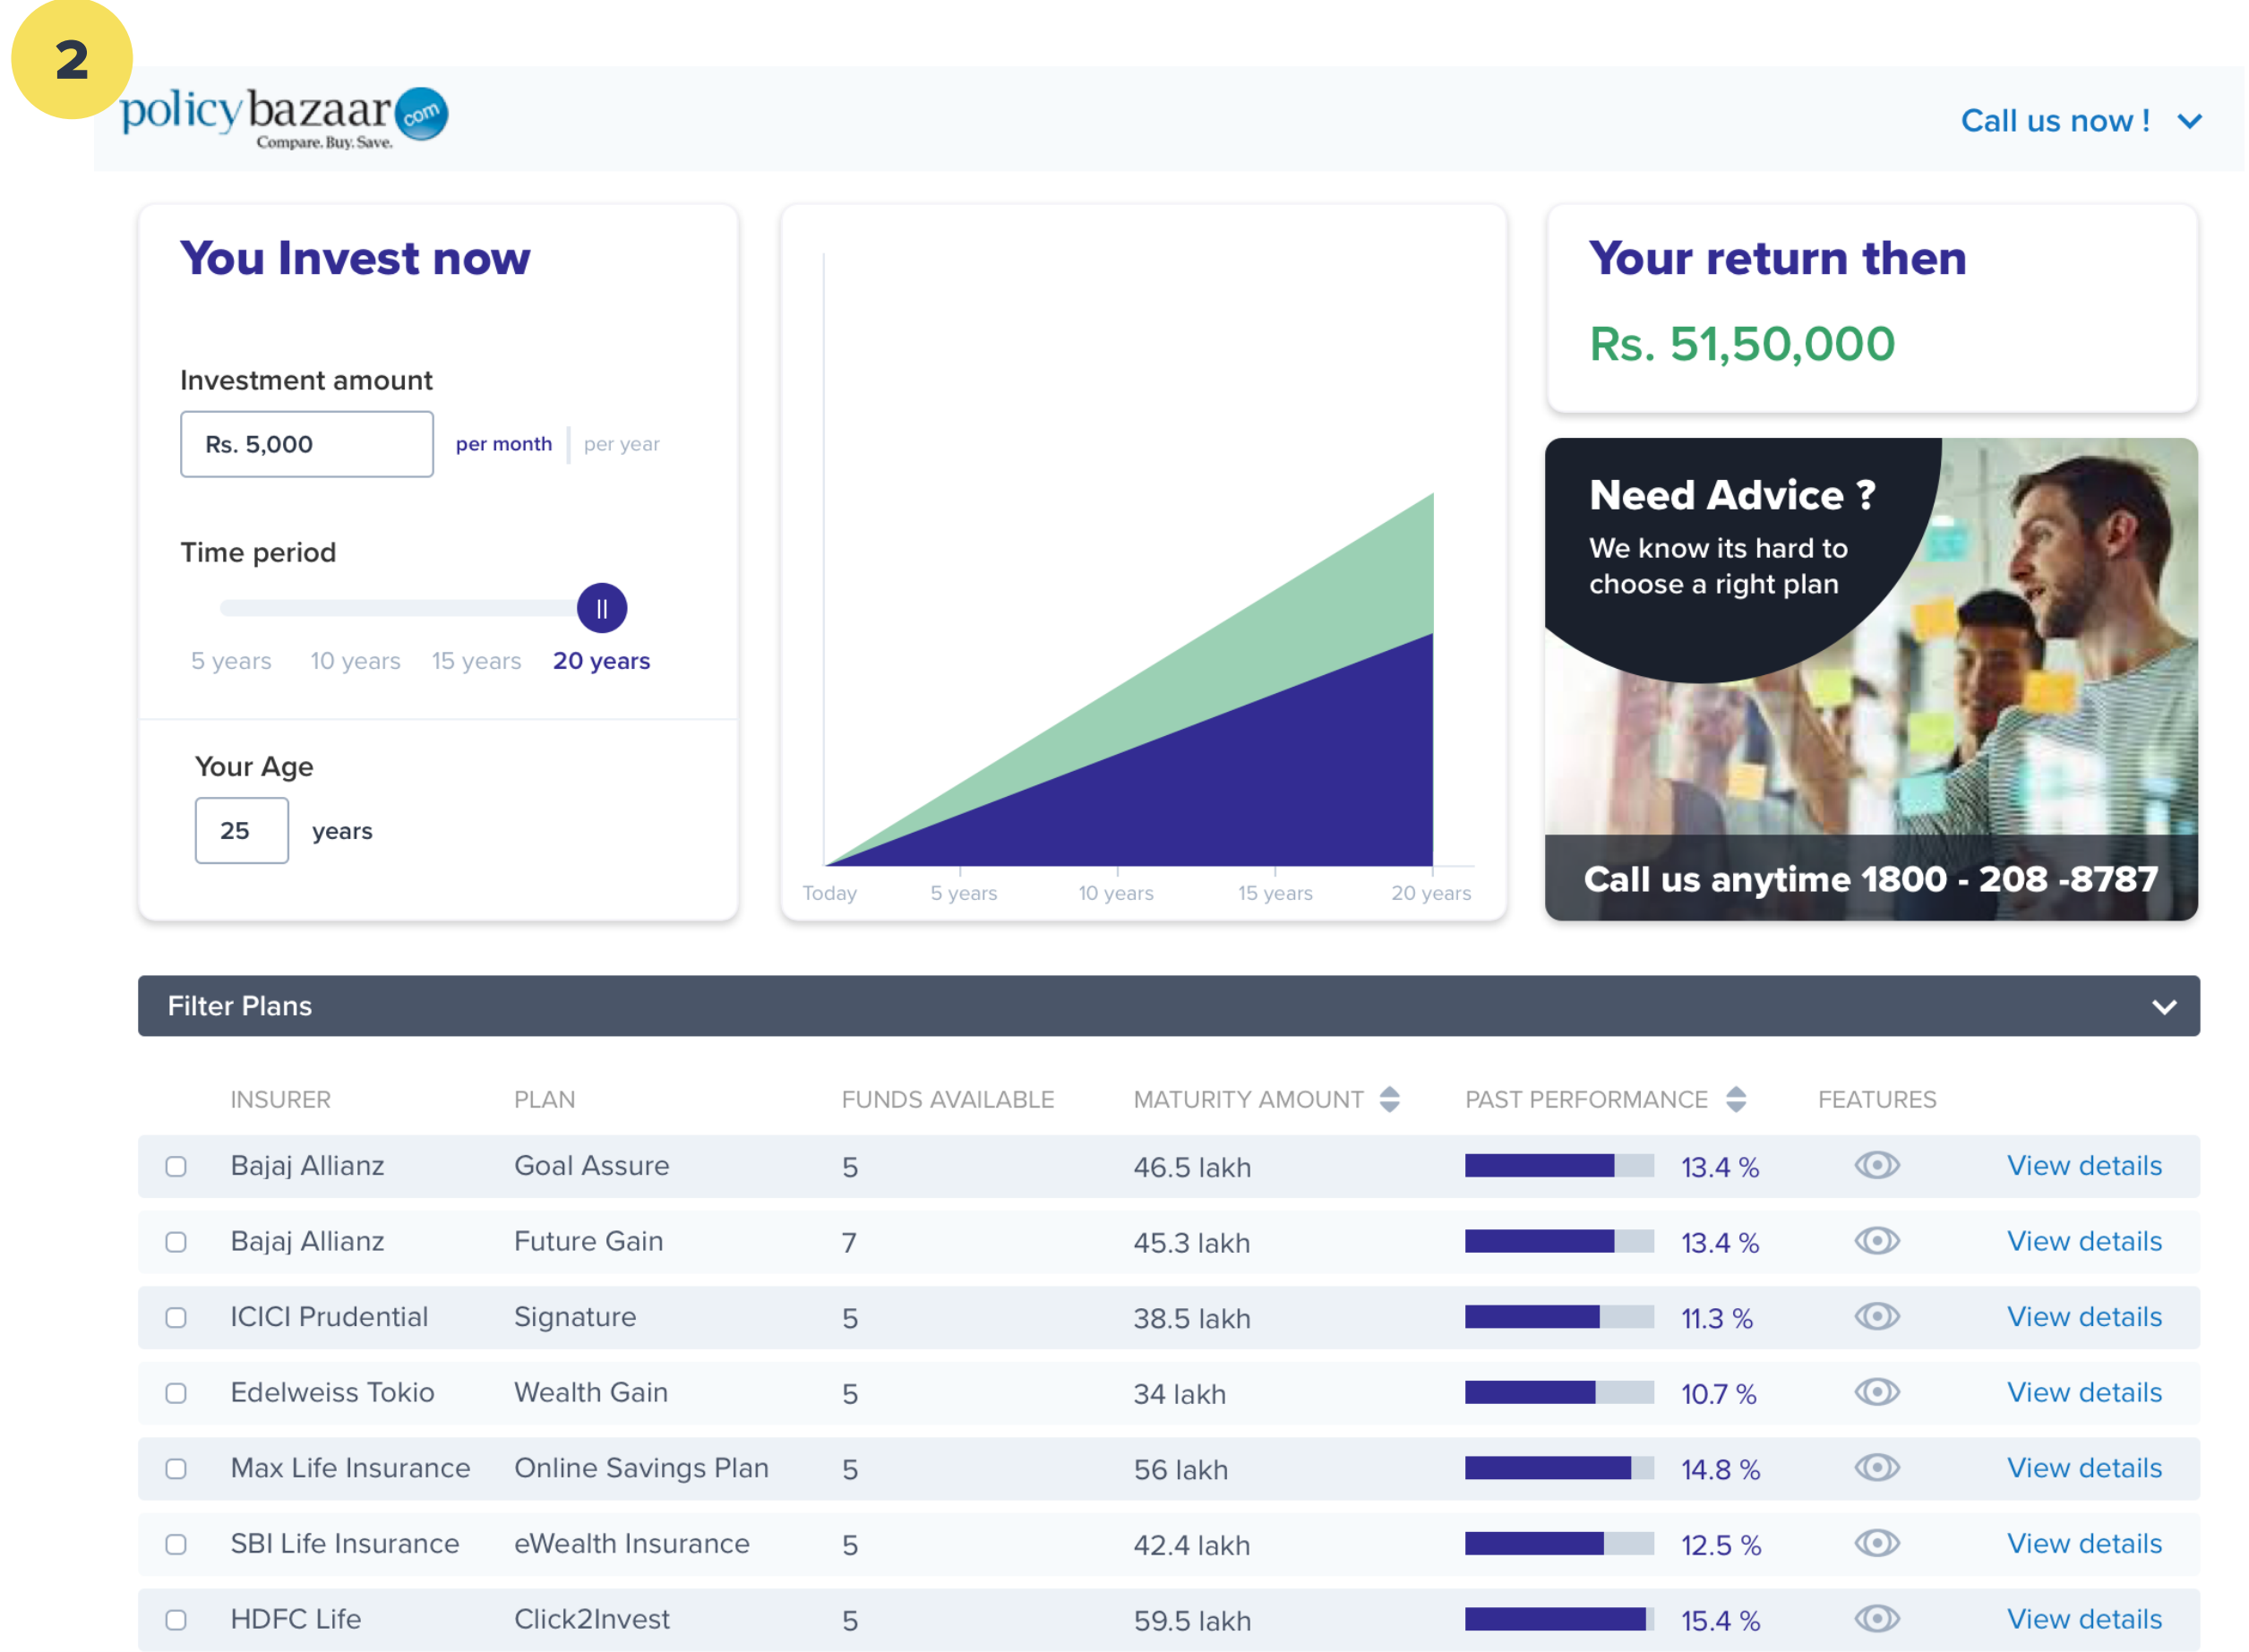 2
policybazaar com
Compare. Buy. Save.
Call us now !
You Invest now
Investment amount
Rs. 5,000 per month per year
Time period
5 years 10 years 15 years 20 years
Your Age
25 years
Today 5 years 10 years 15 years 20 years
Your return then
Rs. 51,50,000
Need Advice ?
We know its hard to
choose a right plan
Call us anytime 1800 - 208 -8787
Filter Plans
INSURER PLAN FUNDS AVAILABLE MATURITY AMOUNT PAST PERFORMANCE FEATURES
Bajaj Allianz Goal Assure 5 46.5 lakh 13.4 % View details
Bajaj Allianz Future Gain 7 45.3 lakh 13.4 % View details
ICICI Prudential Signature 5 38.5 lakh 11.3 % View details
Edelweiss Tokio Wealth Gain 5 34 lakh 10.7 % View details
Max Life Insurance Online Savings Plan 5 56 lakh 14.8 % View details
SBI Life Insurance eWealth Insurance 5 42.4 lakh 12.5 % View details
HDFC Life Click2Invest 5 59.5 lakh 15.4 % View details